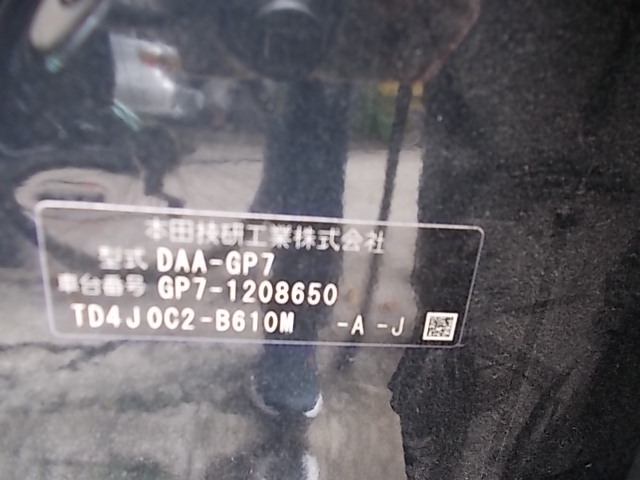 本田技研工業株式会社
型式 DAA-GP7
車台番号 GP7-1208650
TD4J0C2-B610M -A -J